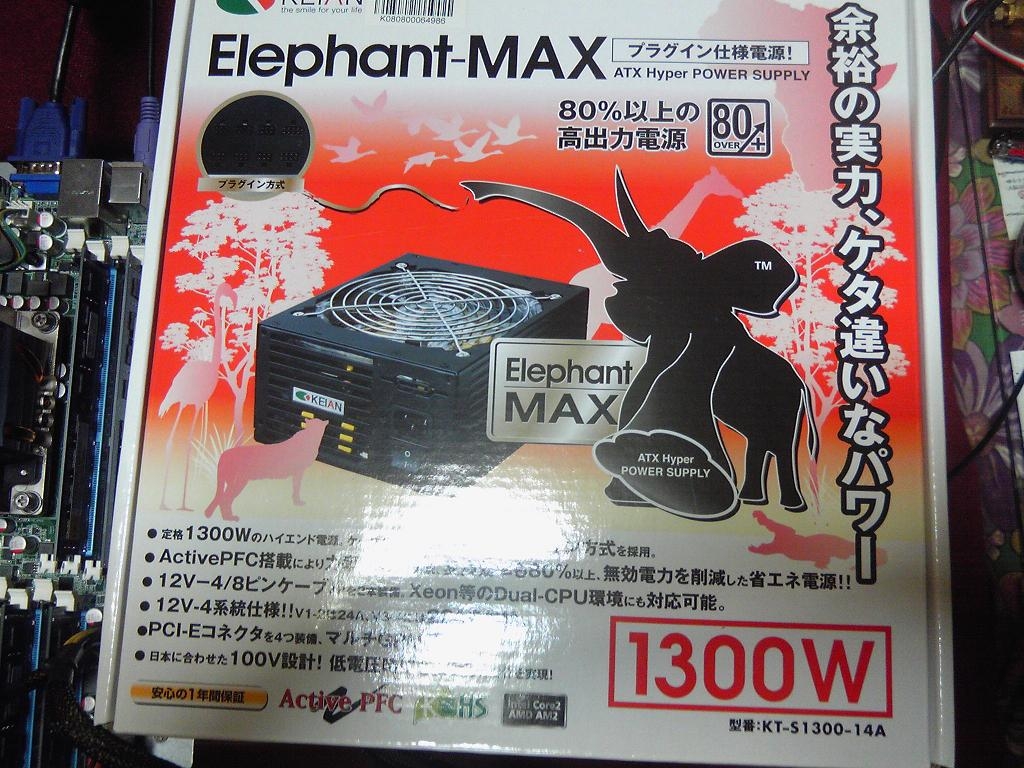 KEIAN
the smile for your life
K080800064986
Elephant-MAX
プラグイン仕様電源!
ATX Hyper POWER SUPPLY
余裕の実力、ケタ違いなパワー
80%以上の
高出力電源
80
OVER
+
プラグイン方式
TM
KEIAN
Elephant
MAX
ATX Hyper
POWER SUPPLY
● 定格1300Wのハイエンド電源。 方式を採用。
● ActivePFC搭載により 80%以上、無効電力を削減した省エネ電源!!
● 12V-4/8ピンケーブ Xeon等のDual-CPU環境にも対応可能。
● 12V-4系統仕様!!
●PCI-Eコネクタを4つ装備、マルチ
● 日本に合わせた100V設計! 低電圧 を実現!
安心の1年間保証
Active PFC
RoHS
Intel Core2
AMD AM2
1300W
型番:KT-S1300-14A